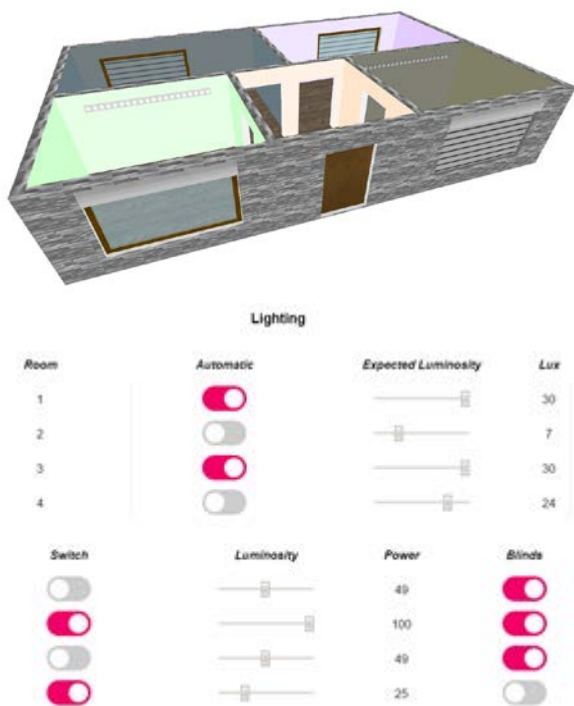 Lighting
Room Automatic Expected Luminosity Lux
1 30
2 7
3 30
4 24
Switch Luminosity Power Blinds
49
100
49
25